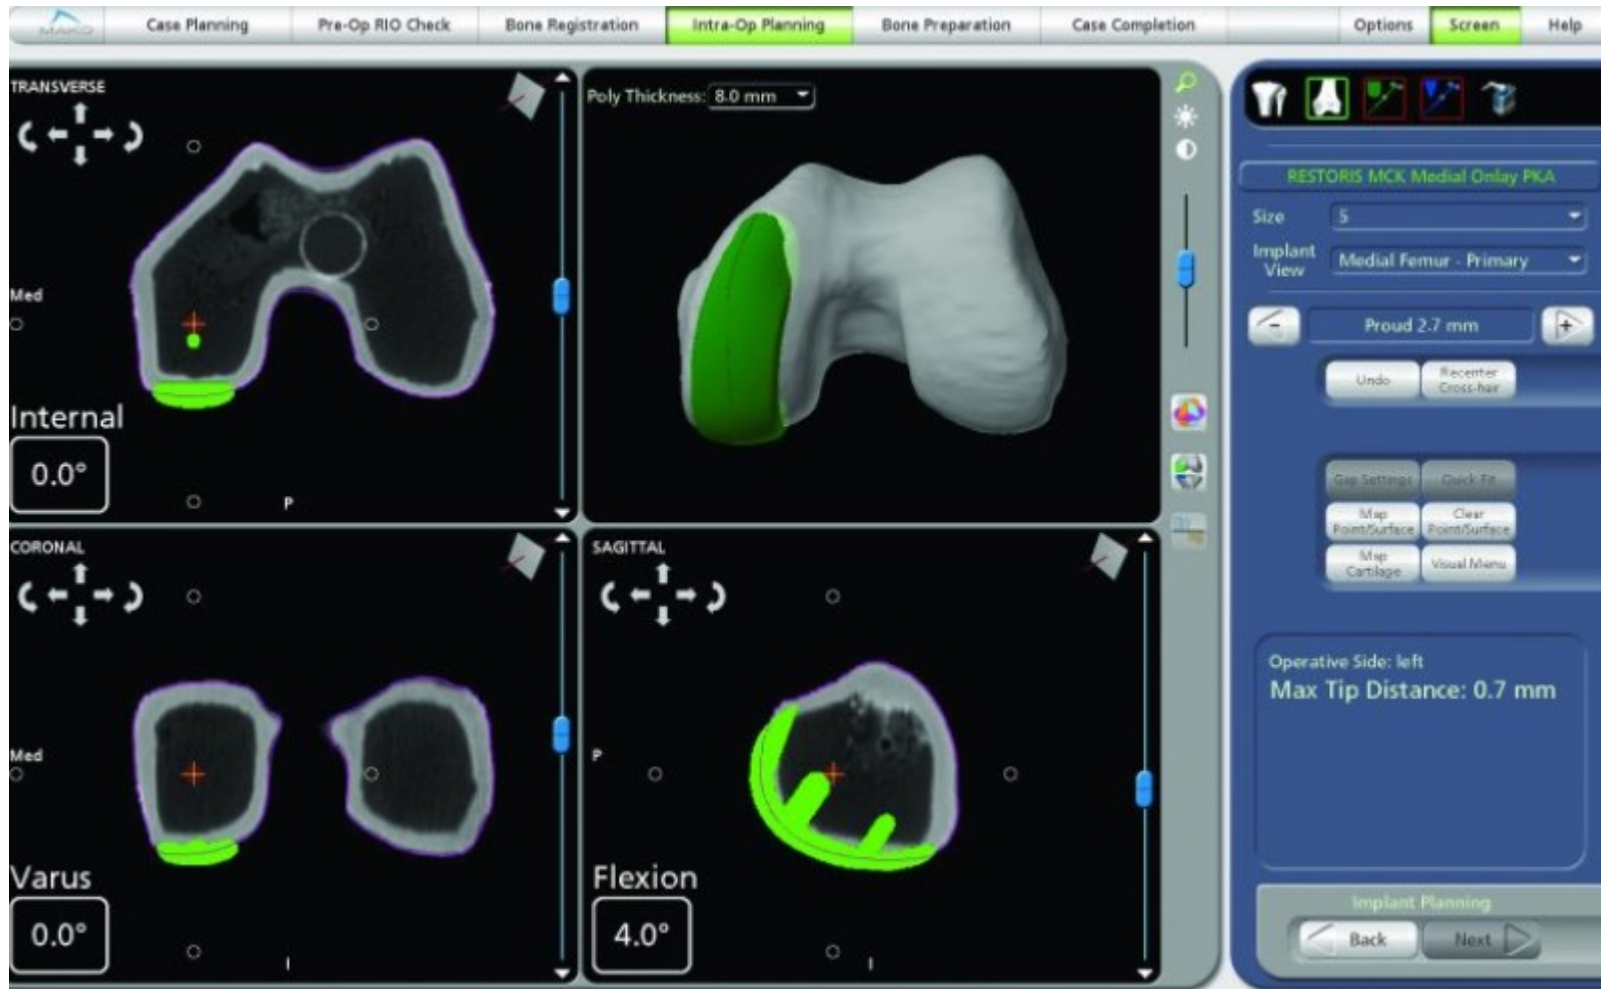 MAKO
Case Planning
Pre-Op RIO Check
Bone Registration
Intra-Op Planning
Bone Preparation
Case Completion
Options
Screen
Help
TRANSVERSE
Med
Internal
0.0°
P
Poly Thickness: 8.0 mm
CORONAL
Med
Varus
0.0°
I
SAGITTAL
P
Flexion
4.0°
I
RESTORIS MCK Medial Onlay PKA
Size
5
Implant
View
Medial Femur - Primary
-
Proud 2.7 mm
+
Undo
Recenter
Cross-hair
Gap Settings
Quick Fit
Map
Point/Surface
Clear
Point/Surface
Map
Cartilage
Visual Menu
Operative Side: left
Max Tip Distance: 0.7 mm
Implant Planning
Back
Next